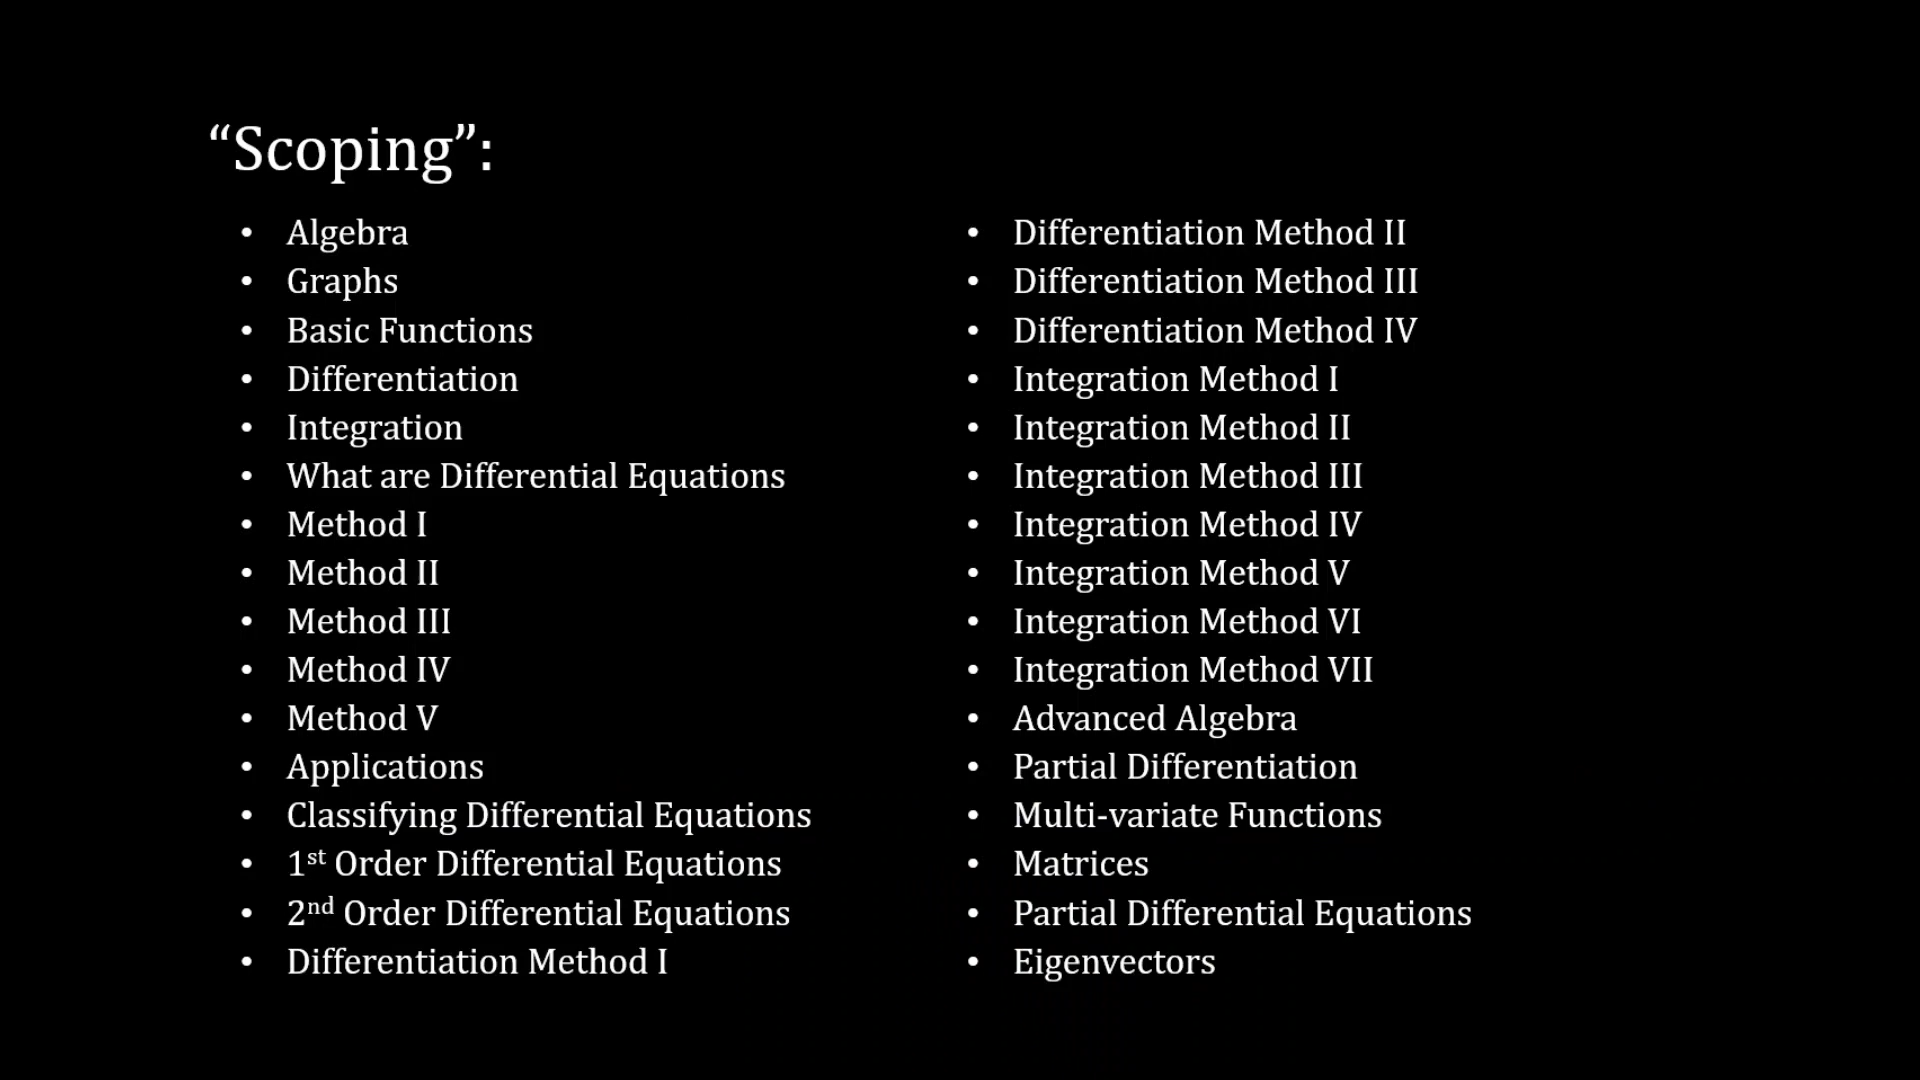 “Scoping”:
• Algebra
• Graphs
• Basic Functions
• Differentiation
• Integration
• What are Differential Equations
• Method I
• Method II
• Method III
• Method IV
• Method V
• Applications
• Classifying Differential Equations
• 1st Order Differential Equations
• 2nd Order Differential Equations
• Differentiation Method I
• Differentiation Method II
• Differentiation Method III
• Differentiation Method IV
• Integration Method I
• Integration Method II
• Integration Method III
• Integration Method IV
• Integration Method V
• Integration Method VI
• Integration Method VII
• Advanced Algebra
• Partial Differentiation
• Multi-variate Functions
• Matrices
• Partial Differential Equations
• Eigenvectors